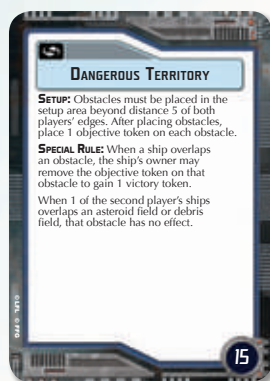 DANGEROUS TERRITORY
SETUP: Obstacles must be placed in the
setup area beyond distance 5 of both
players’ edges. After placing obstacles,
place 1 objective token on each obstacle.
SPECIAL RULE: When a ship overlaps
an obstacle, the ship’s owner may
remove the objective token on that
obstacle to gain 1 victory token.
When 1 of the second player’s ships
overlaps an asteroid field or debris
field, that obstacle has no effect.
©LFL ©FFG
15